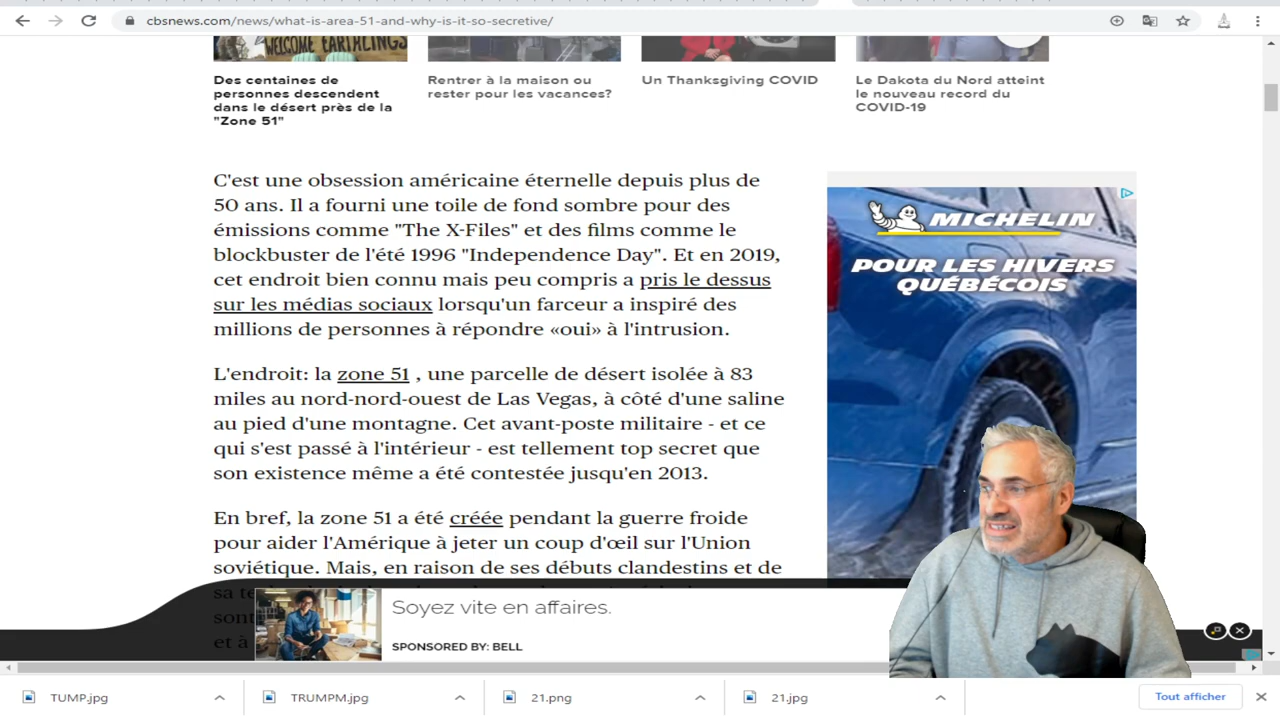 cbsnews.com/news/what-is-area-51-and-why-is-it-so-secretive/
WELCOME EARTHLINGS
Des centaines de
personnes descendent
dans le désert près de la
"Zone 51"
Rentrer à la maison ou
rester pour les vacances?
Un Thanksgiving COVID
Le Dakota du Nord atteint
le nouveau record du
COVID-19
C'est une obsession américaine éternelle depuis plus de
50 ans. Il a fourni une toile de fond sombre pour des
émissions comme "The X-Files" et des films comme le
blockbuster de l'été 1996 "Independence Day". Et en 2019,
cet endroit bien connu mais peu compris a pris le dessus
sur les médias sociaux lorsqu'un farceur a inspiré des
millions de personnes à répondre «oui» à l'intrusion.
L'endroit: la zone 51 , une parcelle de désert isolée à 83
miles au nord-nord-ouest de Las Vegas, à côté d'une saline
au pied d'une montagne. Cet avant-poste militaire - et ce
qui s'est passé à l'intérieur - est tellement top secret que
son existence même a été contestée jusqu'en 2013.
En bref, la zone 51 a été créée pendant la guerre froide
pour aider l'Amérique à jeter un coup d'œil sur l'Union
soviétique. Mais, en raison de ses débuts clandestins et de
sa
sont
et à
MICHELIN
POUR LES HIVERS
QUÉBÉCOIS
Soyez vite en affaires.
SPONSORED BY: BELL
TUMP.jpg
TRUMPM.jpg
21.png
21.jpg
Tout afficher